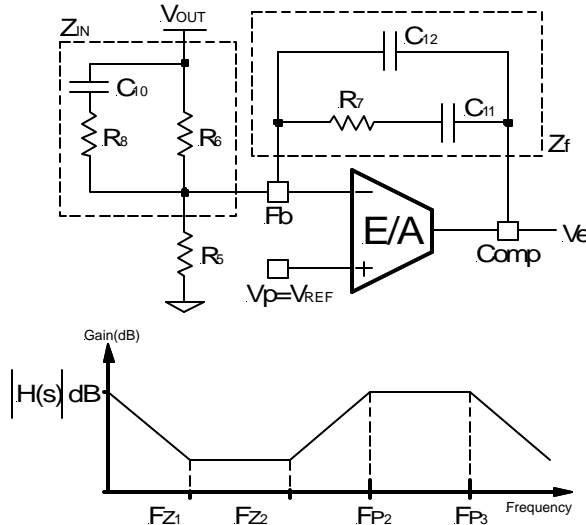 VOUT
ZIN
C12
C10
R7
C11
R8
R6
Zf
Fb
E/A
Ve
R5
Comp
Vp=VREF
Gain(dB)
|H(s)| dB
FZ1
FZ2
FP2
FP3
Frequency